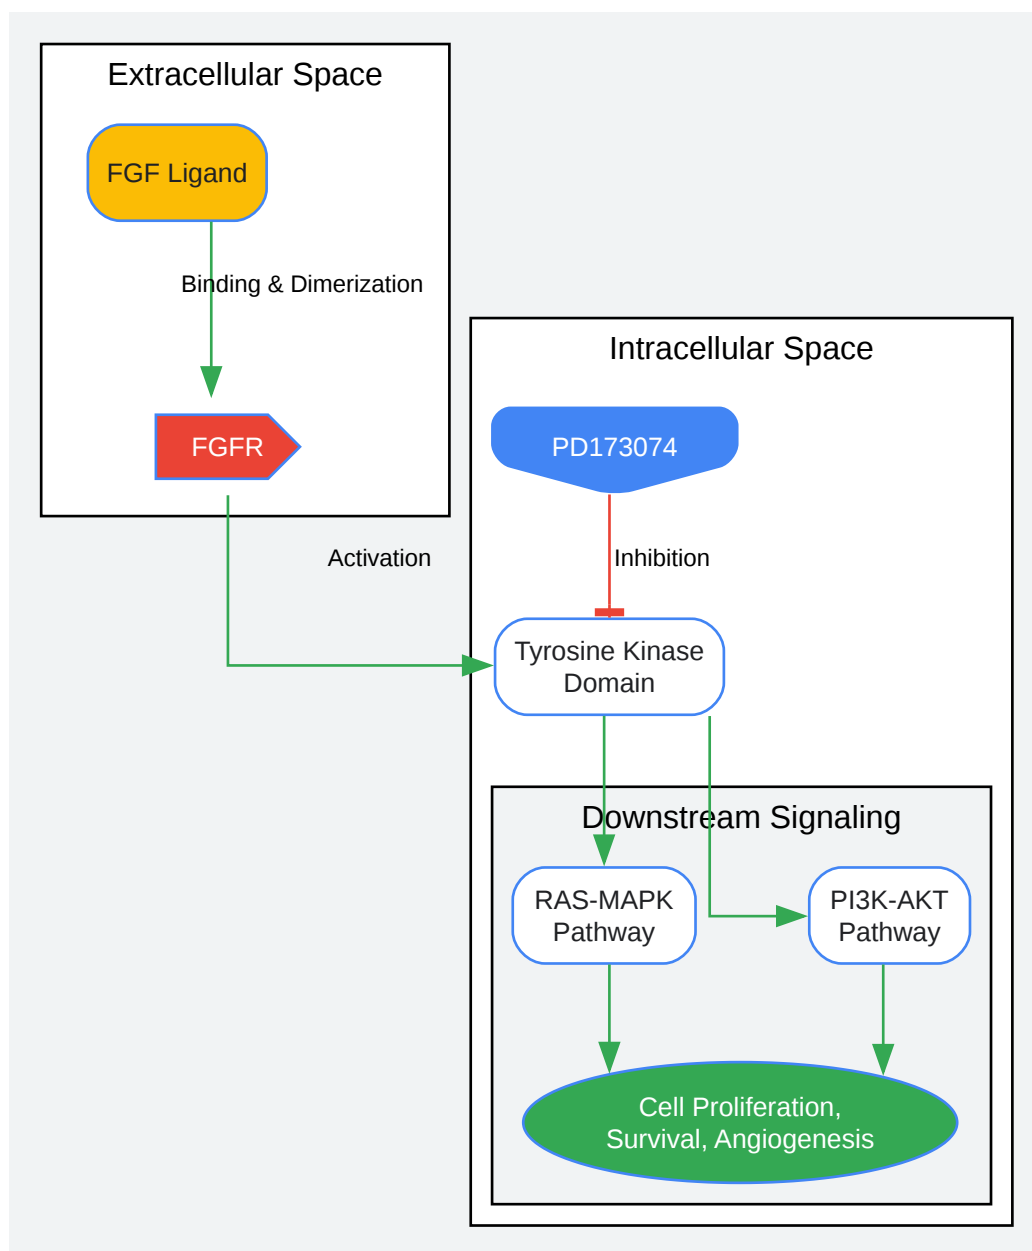 Extracellular Space
FGF Ligand
Binding & Dimerization
FGFR
Activation
Intracellular Space
PD173074
Inhibition
Tyrosine Kinase
Domain
Downstream Signaling
RAS-MAPK
Pathway
PI3K-AKT
Pathway
Cell Proliferation,
Survival, Angiogenesis